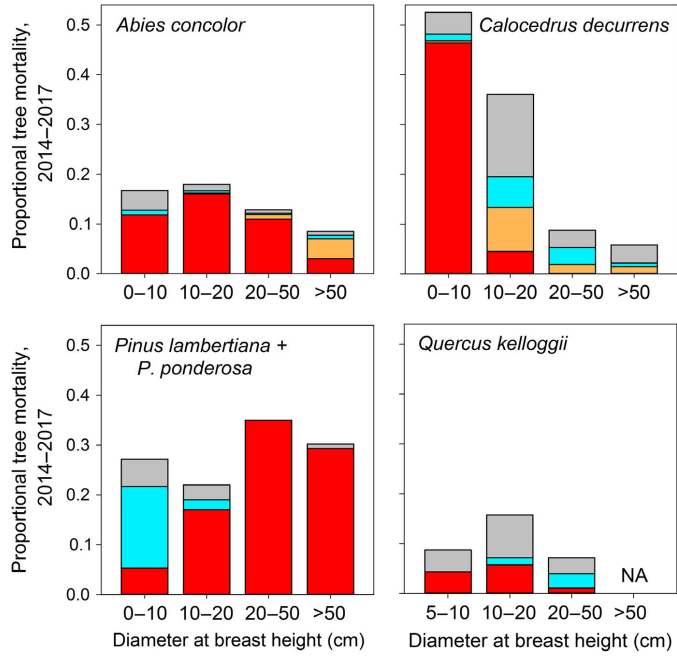 Proportional tree mortality,
2014–2017
0.5
0.4
0.3
0.2
0.1
0.0
Abies concolor
0–10 10–20 20–50 >50
Calocedrus decurrens
0–10 10–20 20–50 >50
Proportional tree mortality,
2014–2017
0.5
0.4
0.3
0.2
0.1
0.0
Pinus lambertiana +
P. ponderosa
0–10 10–20 20–50 >50
Diameter at breast height (cm)
Quercus kelloggii
NA
5–10 10–20 20–50 >50
Diameter at breast height (cm)